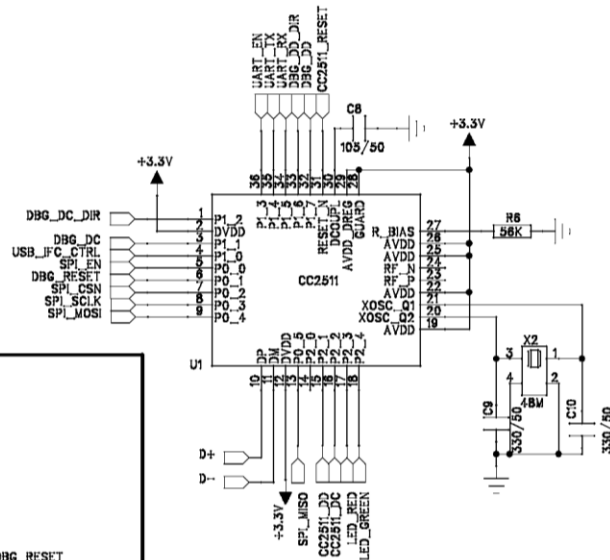 UART_EN
UART_TX
UART_RX
DBG_DD_DIR
DBG_DD
CC2511_RESET
C8
105/50
+3.3V
+3.3V
36
35
34
33
32
31
30
29
28
P1_3
P1_4
P1_5
P1_6
P1_7
RESET_N
DCOUPL
AVDD_DREG
GUARD
DBG_DC_DIR
1
P1_2
2
DVDD
DBG_DC
3
P1_1
USB_IFC_CTRL
4
P1_0
SPI_EN
5
P0_0
DBG_RESET
6
P0_1
SPI_CSN
7
P0_2
SPI_SCLK
8
P0_3
SPI_MOSI
9
P0_4
CC2511
R_BIAS
27
R6
56K
AVDD
26
AVDD
25
RF_N
24
RF_P
23
AVDD
22
XOSC_Q1
21
XOSC_Q2
20
AVDD
19
U1
DP
DM
DVDD
P0_5
P2_0
P2_1
P2_2
P2_3
P2_4
10
11
12
13
14
15
16
17
18
X2
3
1
4
2
48M
C9
330/50
C10
330/50
D+
D-
+3.3V
SPI_MISO
CC2511_DD
CC2511_DC
LED_RED
LED_GREEN
DBG_RESET